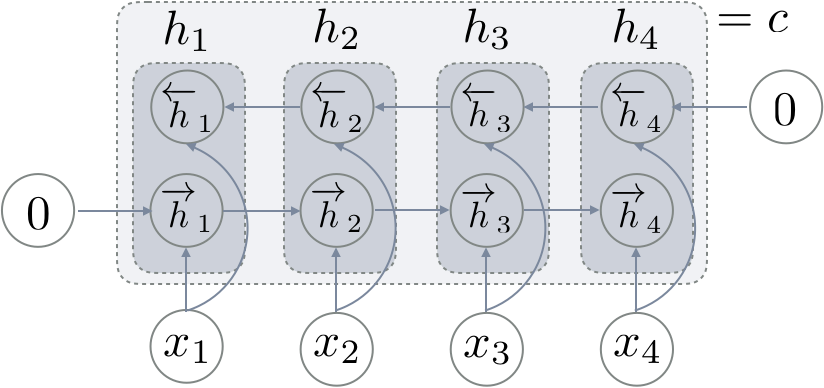 h₁ h₂ h₃ h₄ = c
←h₁ ←h₂ ←h₃ ←h₄ 0
0 →h₁ →h₂ →h₃ →h₄
x₁ x₂ x₃ x₄